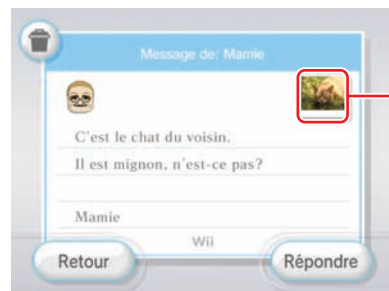 Message de: Mamie
C'est le chat du voisin.
Il est mignon, n'est-ce pas?
Mamie
Wii
Retour
Répondre